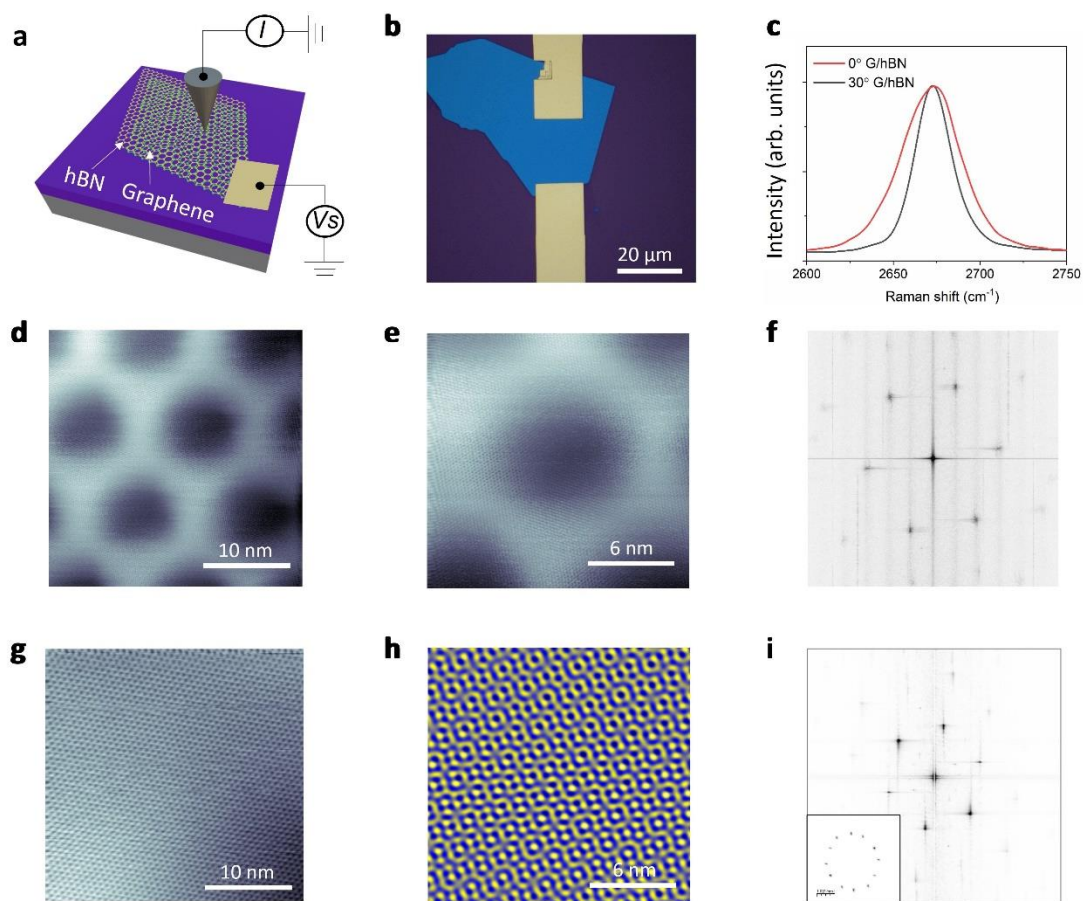 a
I
hBN
Graphene
Vs
b
20 µm
c
0° G/hBN
30° G/hBN
Intensity (arb. units)
2600
2650
2700
2750
Raman shift (cm⁻¹)
d
10 nm
e
6 nm
f
g
10 nm
h
6 nm
i